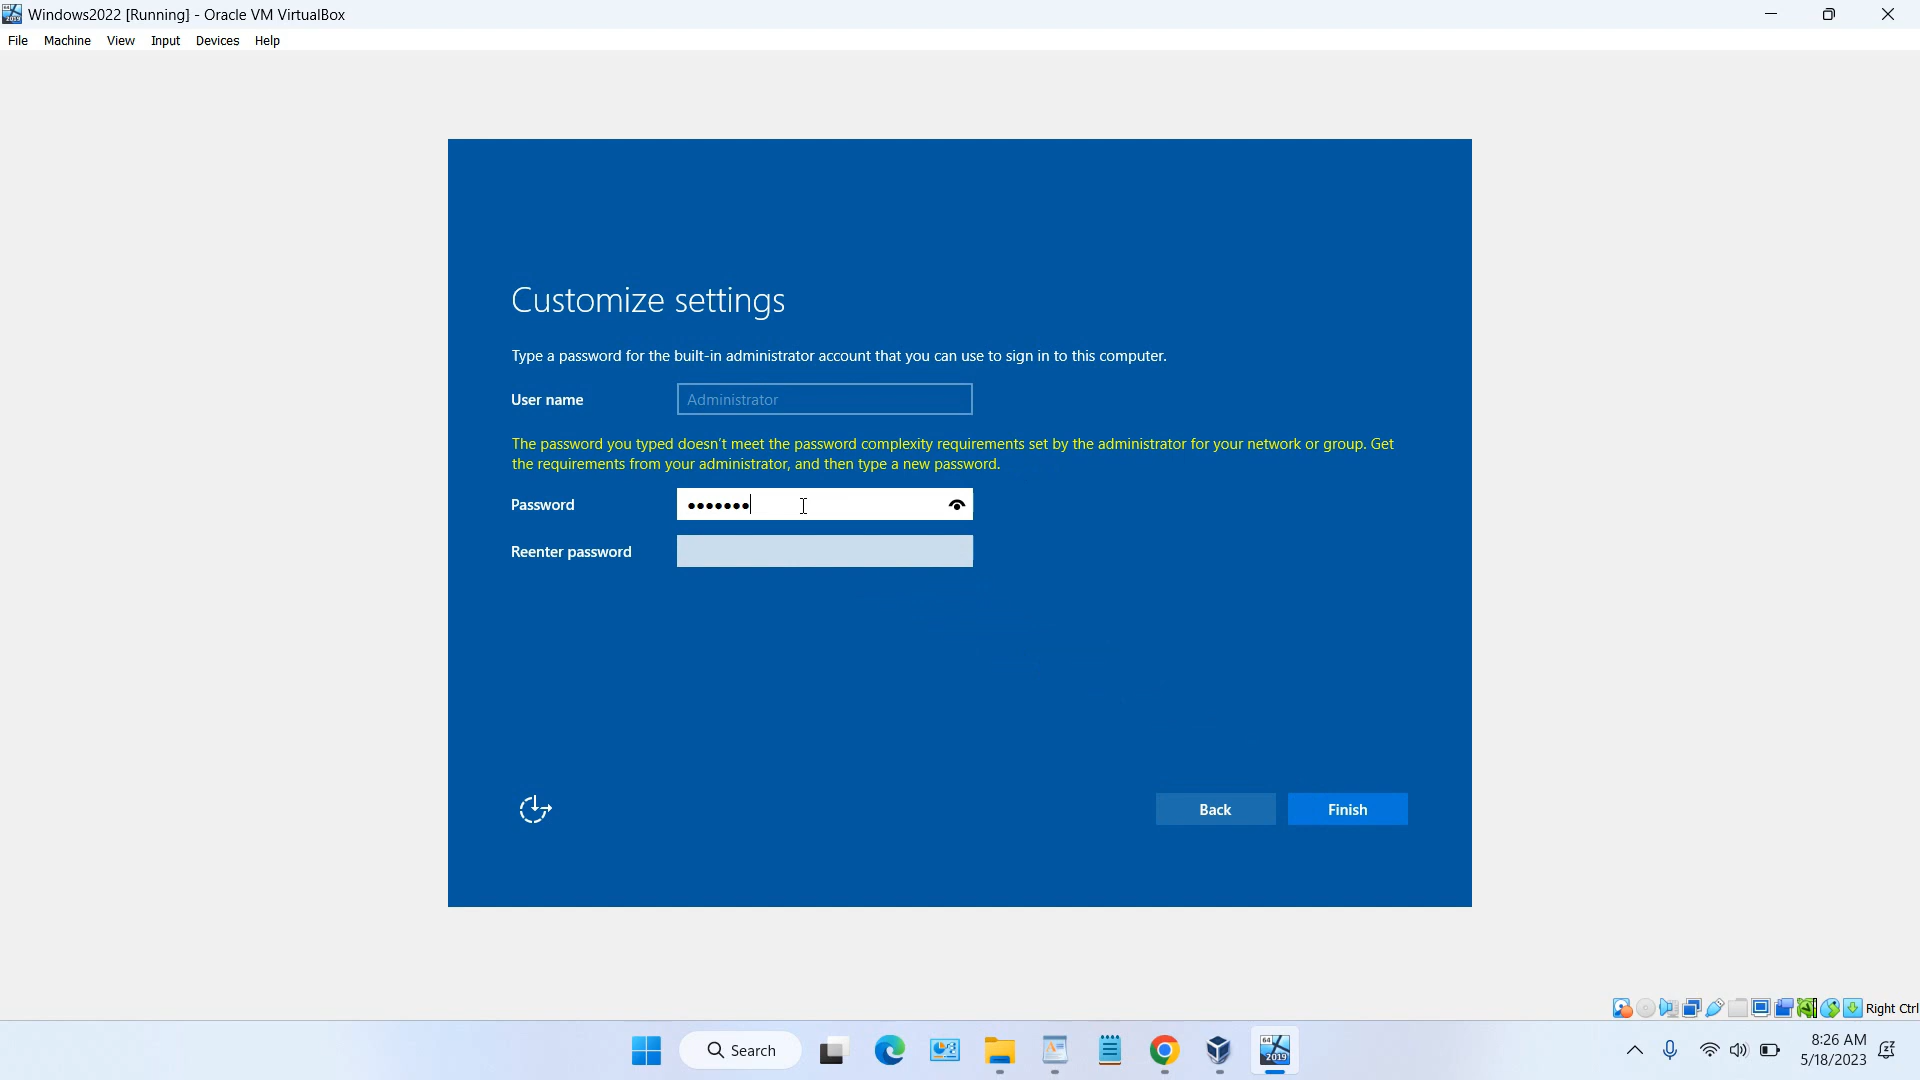 Windows2022 [Running] - Oracle VM VirtualBox
File Machine View Input Devices Help
Customize settings
Type a password for the built-in administrator account that you can use to sign in to this computer.
User name Administrator
The password you typed doesn't meet the password complexity requirements set by the administrator for your network or group. Get
the requirements from your administrator, and then type a new password.
Password •••••••
Reenter password
Back Finish
Right Ctrl
Search
64
2019
8:26 AM
5/18/2023